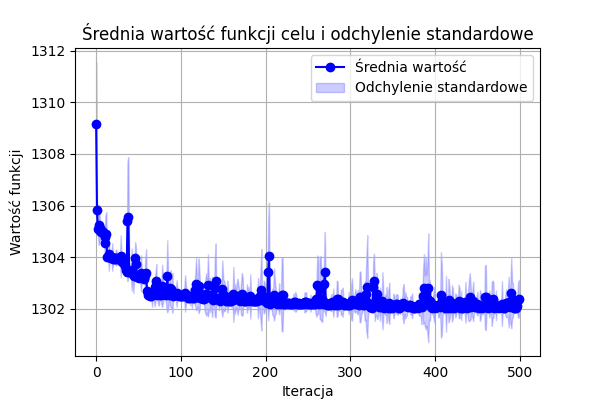 Średnia wartość funkcji celu i odchylenie standardowe
Średnia wartość
Odchylenie standardowe
Wartość funkcji
1312
1310
1308
1306
1304
1302
0 100 200 300 400 500
Iteracja